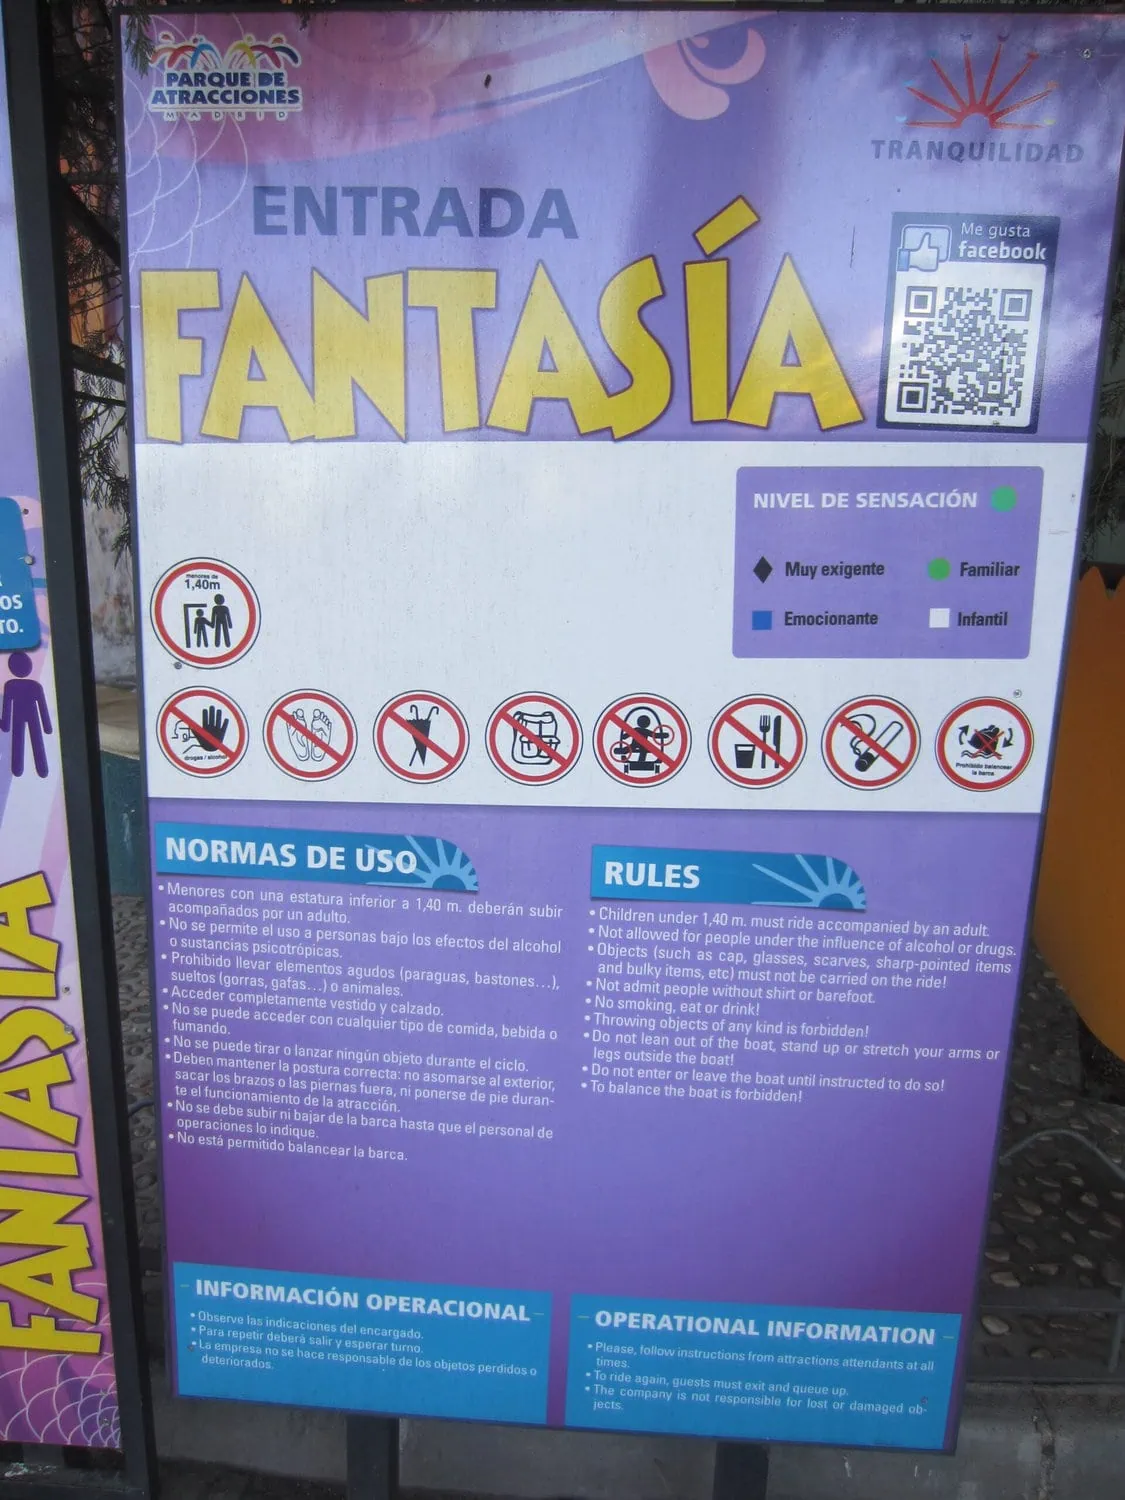 PARQUE DE
ATRACCIONES
MADRID
TRANQUILIDAD
ENTRADA
FANTASÍA
Me gusta
facebook
NIVEL DE SENSACIÓN
Muy exigente
Familiar
Emocionante
Infantil
menores de
1,40m
drogas / alcohol
Prohibido balancear
la barca
NORMAS DE USO
• Menores con una estatura inferior a 1,40 m. deberán subir
acompañados por un adulto.
• No se permite el uso a personas bajo los efectos del alcohol
o sustancias psicotrópicas.
• Prohibido llevar elementos agudos (paraguas, bastones...),
sueltos (gorras, gafas...) o animales.
• Acceder completamente vestido y calzado.
• No se puede acceder con cualquier tipo de comida, bebida o
fumando.
• No se puede tirar o lanzar ningún objeto durante el ciclo.
• Deben mantener la postura correcta: no asomarse al exterior,
sacar los brazos o las piernas fuera, ni ponerse de pie duran-
te el funcionamiento de la atracción.
• No se debe subir ni bajar de la barca hasta que el personal de
operaciones lo indique.
• No está permitido balancear la barca.
RULES
• Children under 1,40 m. must ride accompanied by an adult.
• Not allowed for people under the influence of alcohol or drugs.
• Objects (such as cap, glasses, scarves, sharp-pointed items
and bulky items, etc) must not be carried on the ride!
• Not admit people without shirt or barefoot.
• No smoking, eat or drink!
• Throwing objects of any kind is forbidden!
• Do not lean out of the boat, stand up or stretch your arms or
legs outside the boat!
• Do not enter or leave the boat until instructed to do so!
• To balance the boat is forbidden!
INFORMACIÓN OPERACIONAL
• Observe las indicaciones del encargado.
• Para repetir deberá salir y esperar turno.
• La empresa no se hace responsable de los objetos perdidos o
deteriorados.
OPERATIONAL INFORMATION
• Please, follow instructions from attractions attendants at all
times.
• To ride again, guests must exit and queue up.
• The company is not responsible for lost or damaged ob-
jects.
OS
TO.
FANTASÍA